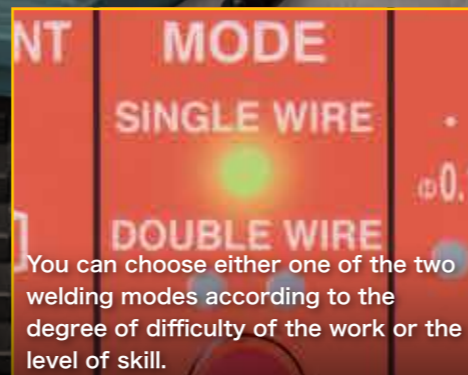 NT
MODE
SINGLE WIRE
DOUBLE WIRE
0.
You can choose either one of the two
welding modes according to the
degree of difficulty of the work or the
level of skill.